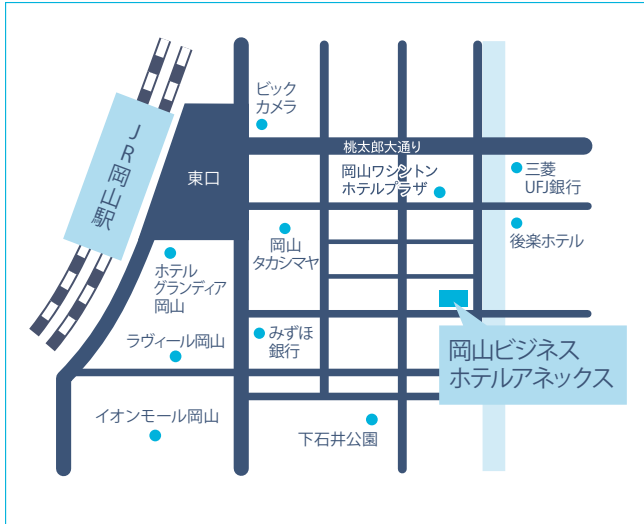 ビック
カメラ
桃太郎大通り
JR岡山駅
東口
岡山ワシントン
ホテルプラザ
三菱
UFJ銀行
岡山
タカシマヤ
後楽ホテル
ホテル
グランディア
岡山
ラヴィール岡山
みずほ
銀行
岡山ビジネス
ホテルアネックス
イオンモール岡山
下石井公園